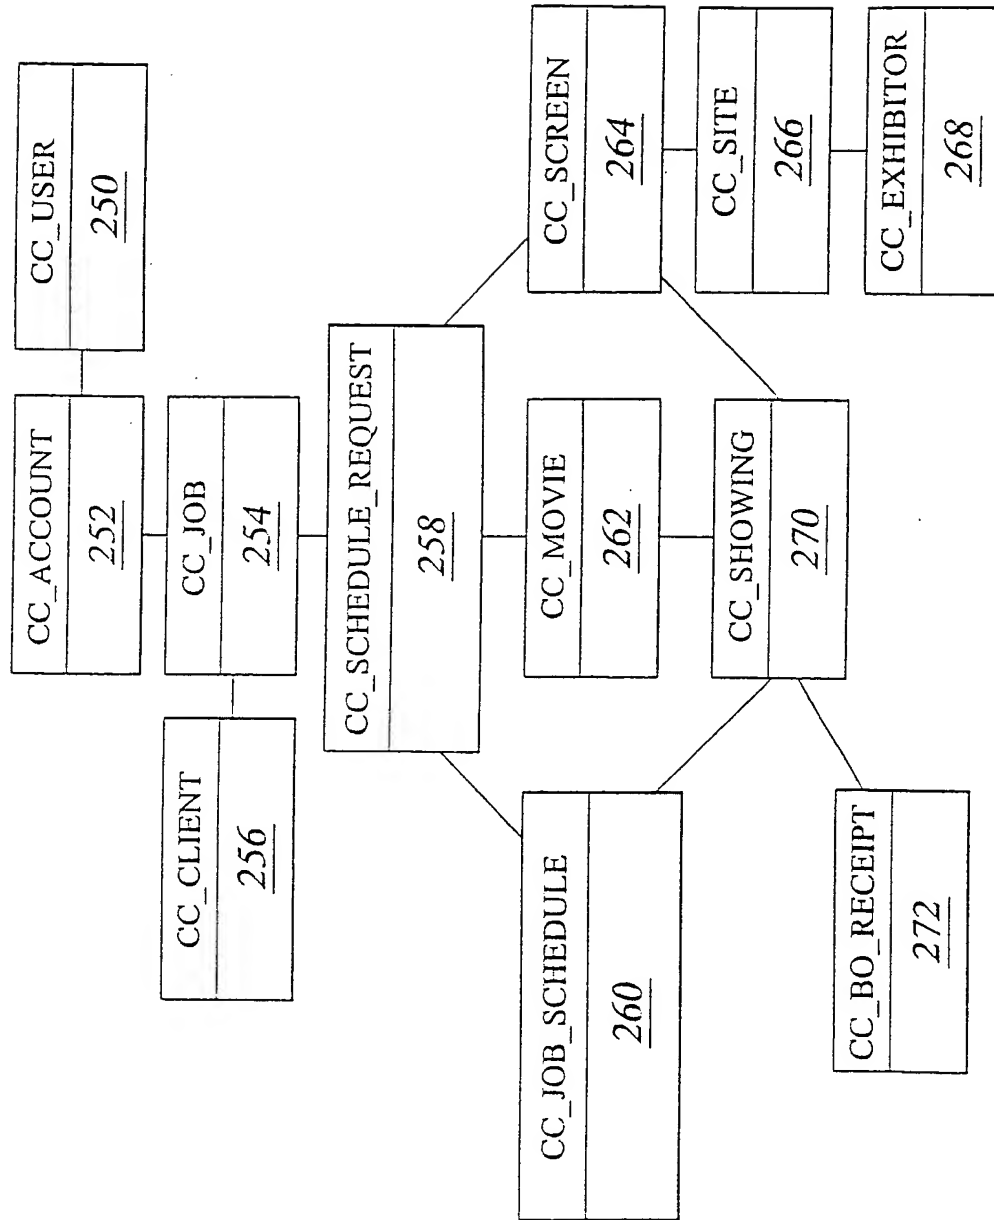 CC_USER
250
CC_ACCOUNT
252
CC_JOB
254
CC_CLIENT
256
CC_SCHEDULE_REQUEST
258
CC_SCREEN
264
CC_MOVIE
262
CC_JOB_SCHEDULE
260
CC_SITE
266
CC_SHOWING
270
CC_EXHIBITOR
268
CC_BO_RECEIPT
272